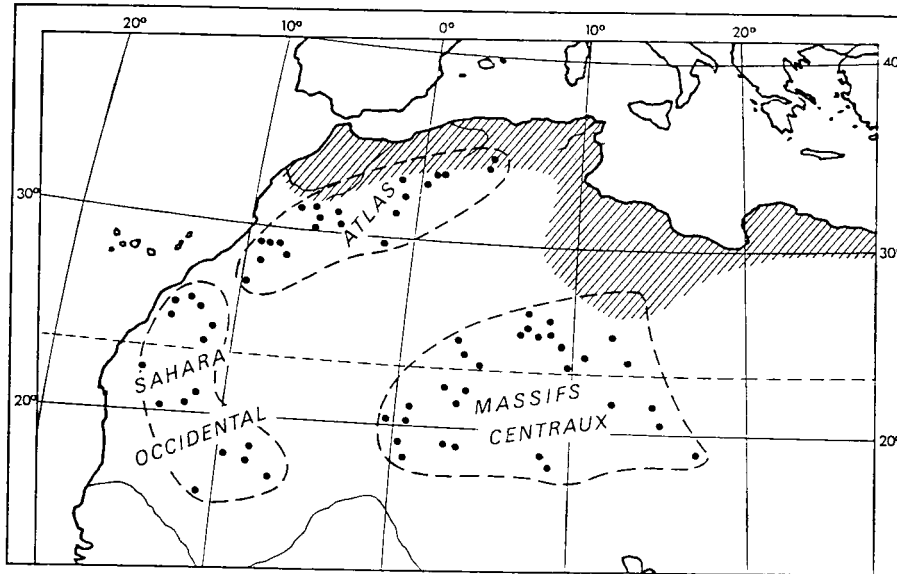 20° 10° 0° 10° 20°
40°
30°
ATLAS
30°
SAHARA
OCCIDENTAL
MASSIFS
CENTRAUX
20°
20°